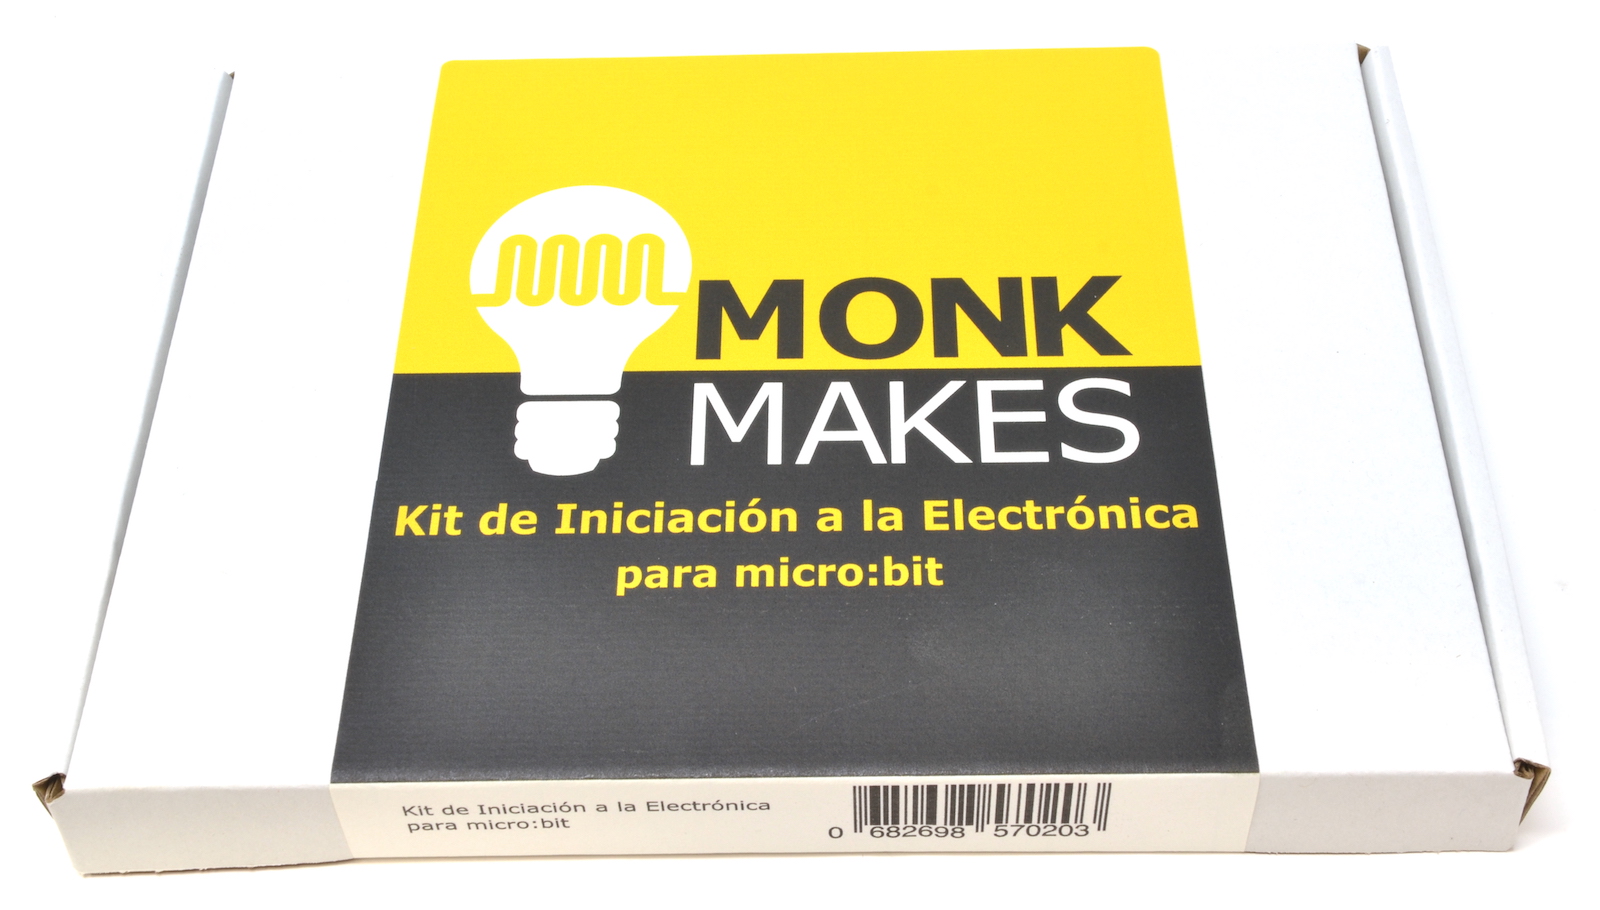 MONK
MAKES
Kit de Iniciación a la Electrónica
para micro:bit
Kit de Iniciación a la Electrónica
para micro:bit
0 682698 570203